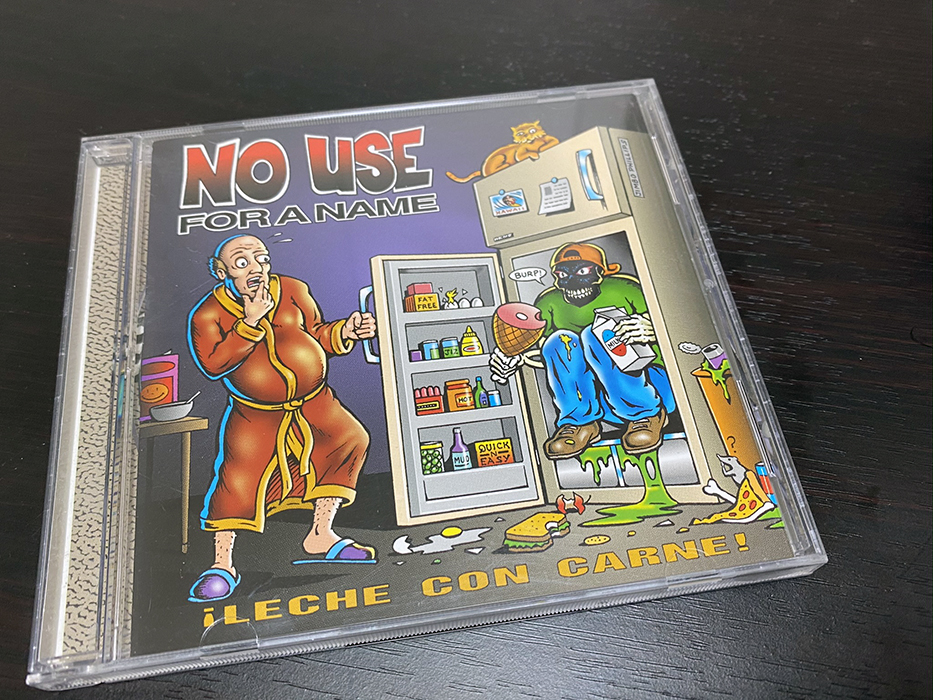 NO USE
FOR A NAME
HAWAII
BURP!
FAT
FREE
MILK
HOT
MUD
QUICK
-N-
EASY
?
¡LECHE CON CARNE!